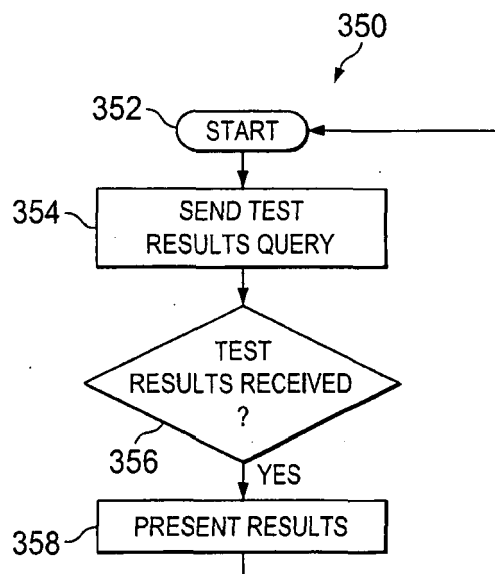 350
352
START
354
SEND TEST
RESULTS QUERY
TEST
RESULTS RECEIVED
?
356
YES
358
PRESENT RESULTS